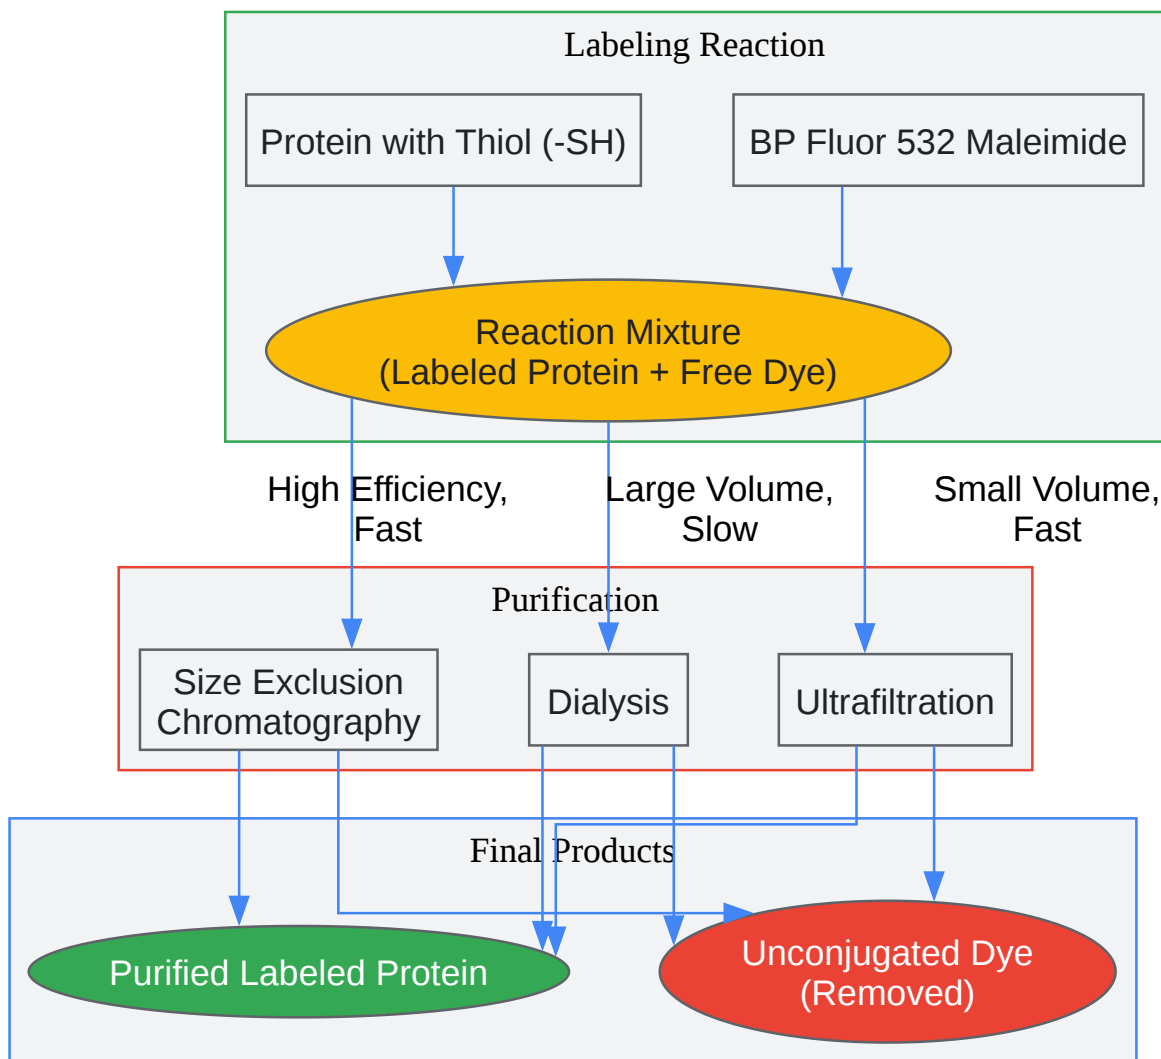 Labeling Reaction
Protein with Thiol (-SH)
BP Fluor 532 Maleimide
Reaction Mixture
(Labeled Protein + Free Dye)
High Efficiency,
Fast
Large Volume,
Slow
Small Volume,
Fast
Purification
Size Exclusion
Chromatography
Dialysis
Ultrafiltration
Final Products
Purified Labeled Protein
Unconjugated Dye
(Removed)